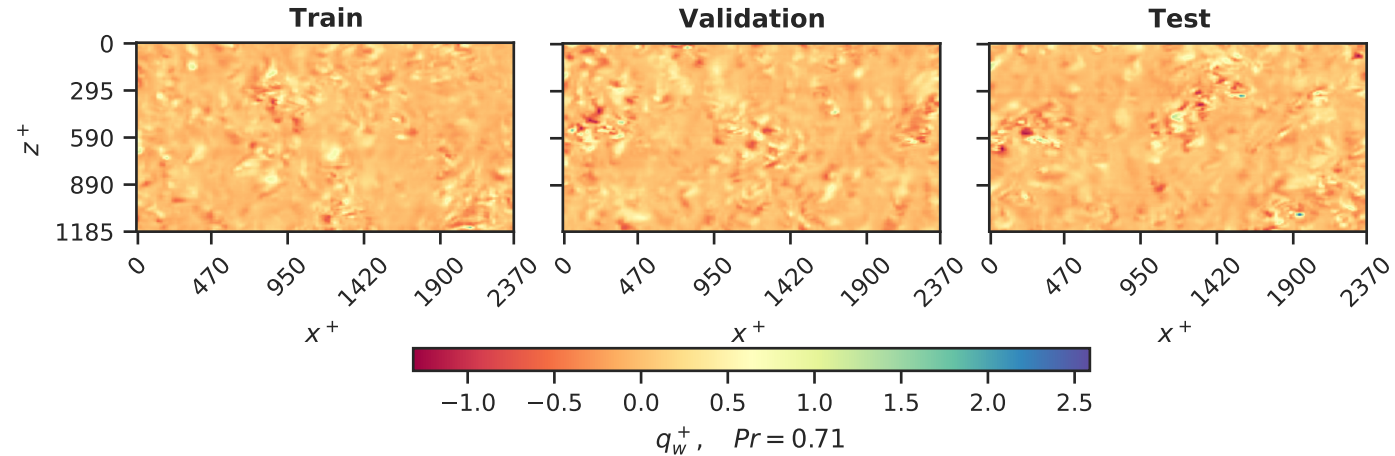 Train Validation Test
z+
0
295
590
890
1185
0 470 950 1420 1900 2370 0 470 950 1420 1900 2370 0 470 950 1420 1900 2370
x+ x+ x+
−1.0 −0.5 0.0 0.5 1.0 1.5 2.0 2.5
q_w^+, Pr = 0.71